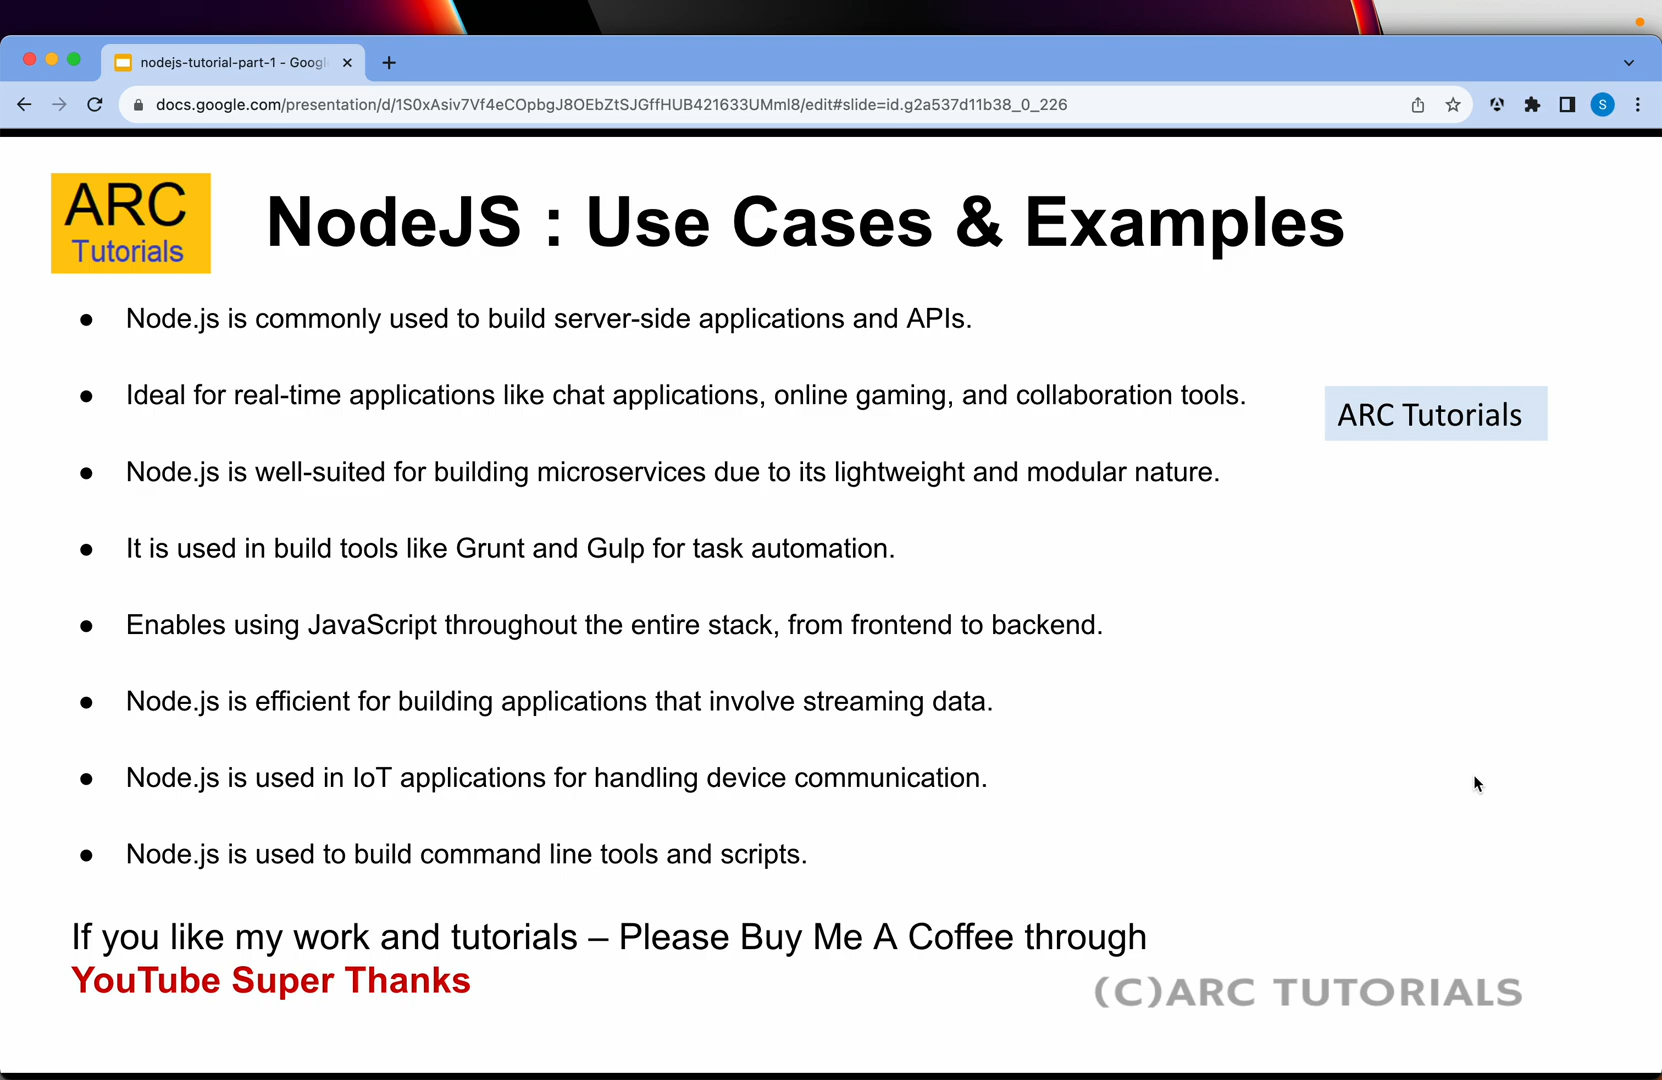 nodejs-tutorial-part-1 - Googl
docs.google.com/presentation/d/1S0xAsiv7Vf4eCOpbgJ8OEbZtSJGffHUB421633UMml8/edit#slide=id.g2a537d11b38_0_226
S
ARC
Tutorials
NodeJS : Use Cases & Examples
● Node.js is commonly used to build server-side applications and APIs.
● Ideal for real-time applications like chat applications, online gaming, and collaboration tools.
ARC Tutorials
● Node.js is well-suited for building microservices due to its lightweight and modular nature.
● It is used in build tools like Grunt and Gulp for task automation.
● Enables using JavaScript throughout the entire stack, from frontend to backend.
● Node.js is efficient for building applications that involve streaming data.
● Node.js is used in IoT applications for handling device communication.
● Node.js is used to build command line tools and scripts.
If you like my work and tutorials – Please Buy Me A Coffee through
YouTube Super Thanks
(C)ARC TUTORIALS